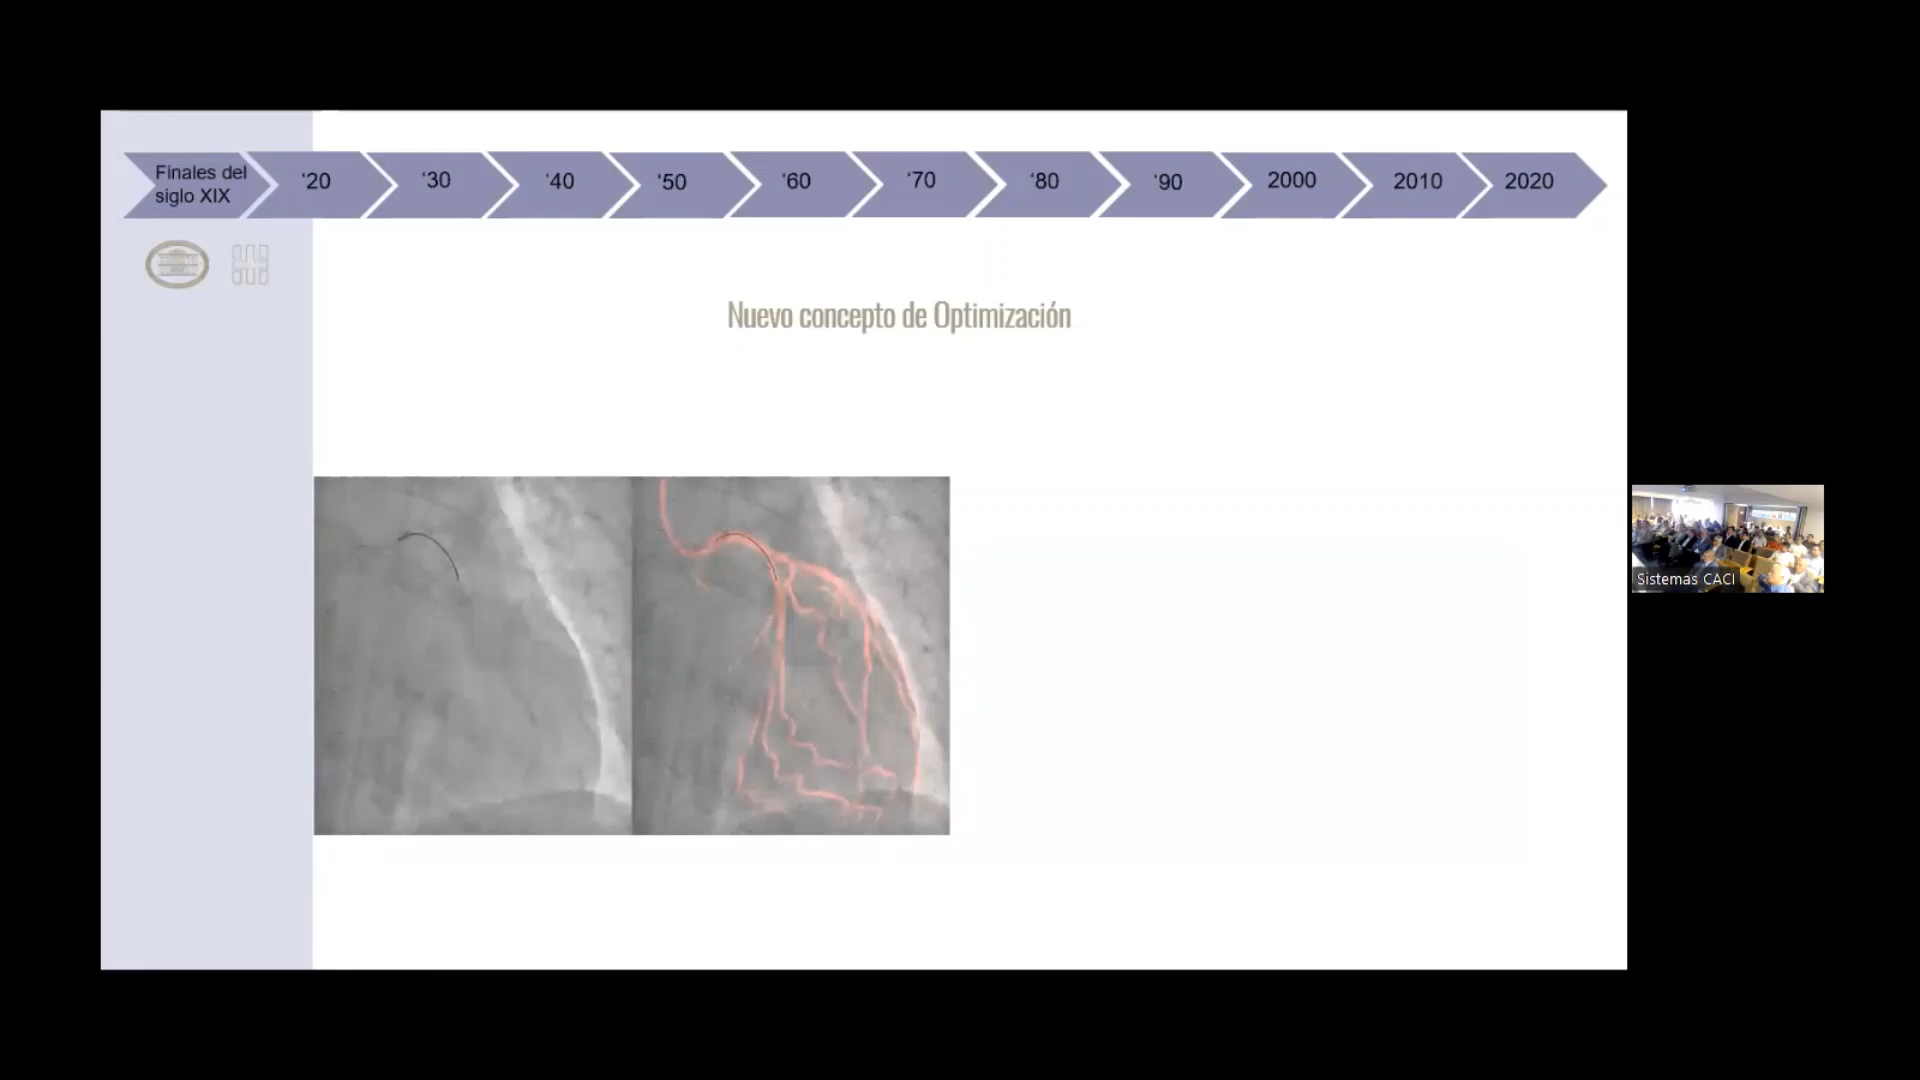 Finales del
siglo XIX
‘20
‘30
‘40
‘50
‘60
‘70
‘80
‘90
2000
2010
2020
Nuevo concepto de Optimización
Sistemas CACI